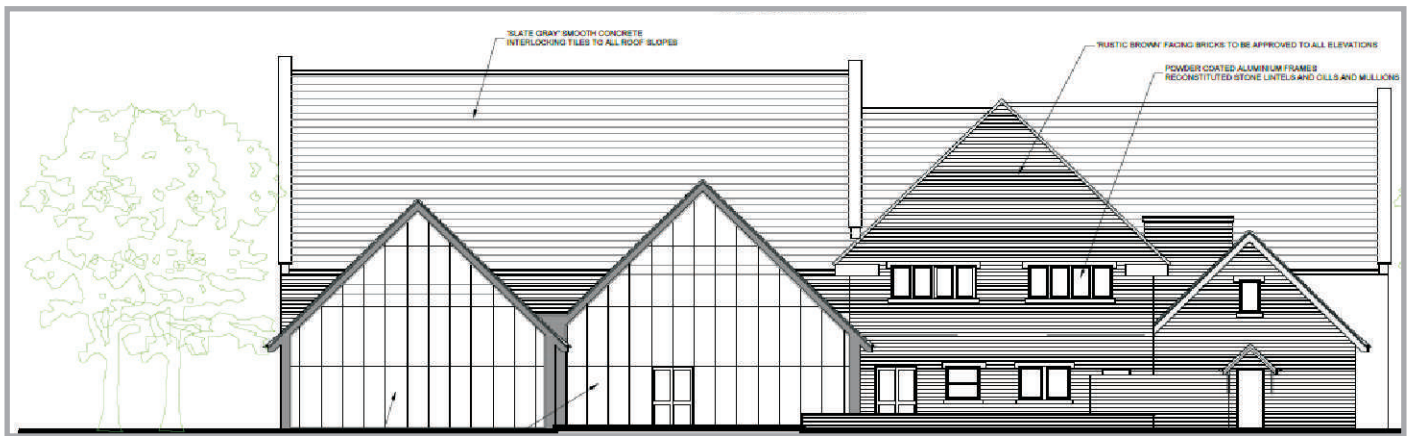 'SLATE GRAY' SMOOTH CONCRETE
INTERLOCKING TILES TO ALL ROOF SLOPES
'RUSTIC BROWN' FACING BRICKS TO BE APPROVED TO ALL ELEVATIONS
POWDER COATED ALUMINIUM FRAMES
RECONSTITUTED STONE LINTELS AND CILLS AND MULLIONS